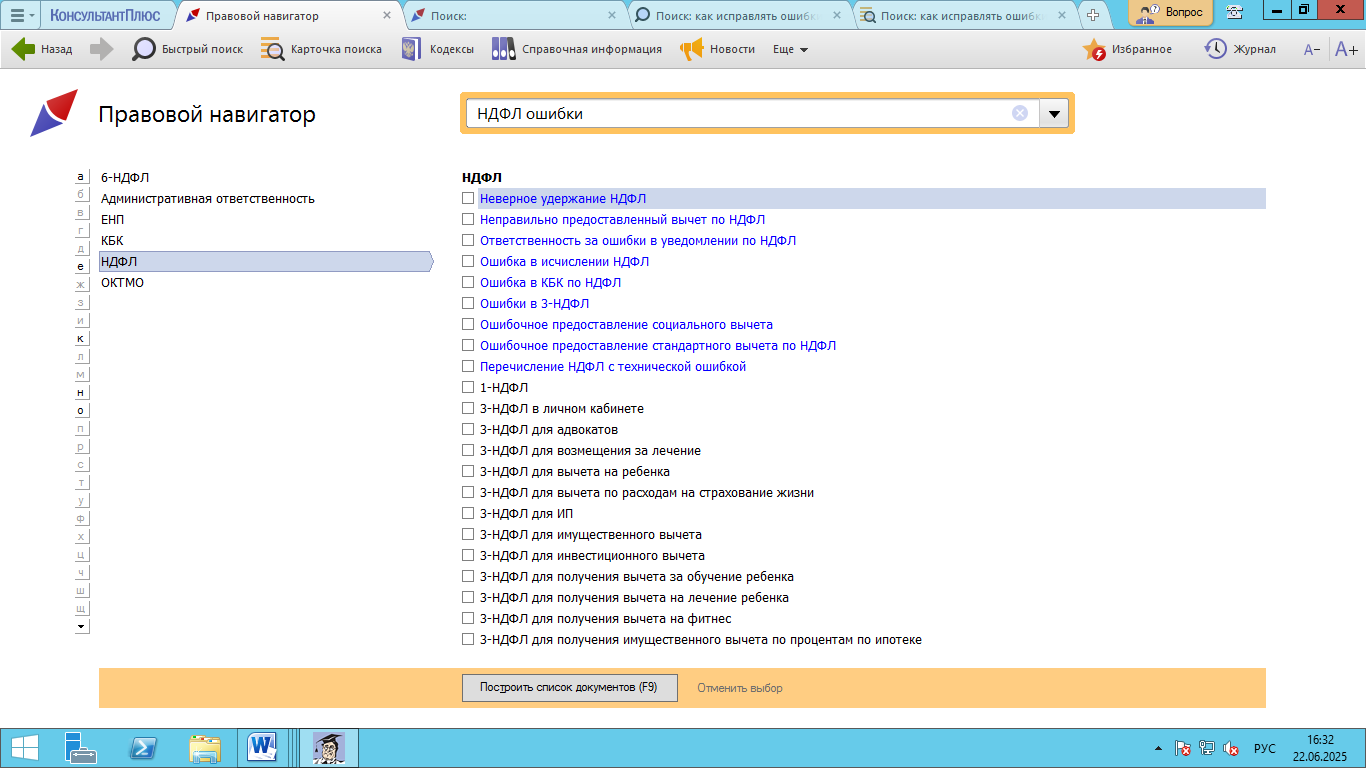 КОНСУЛЬТАНТПЛЮС
Правовой навигатор
Поиск:
Поиск: как исправлять ошибк
Поиск: как исправлять ошибк
Вопрос
Назад
Быстрый поиск
Карточка поиска
Кодексы
Справочная информация
Новости
Еще
Избранное
Журнал
А−
А+
Правовой навигатор
НДФЛ ошибки
а
б
в
г
д
е
ж
з
и
к
л
м
н
о
п
р
с
т
у
ф
х
ц
ч
ш
щ
6-НДФЛ
Административная ответственность
ЕНП
КБК
НДФЛ
ОКТМО
НДФЛ
Неверное удержание НДФЛ
Неправильно предоставленный вычет по НДФЛ
Ответственность за ошибки в уведомлении по НДФЛ
Ошибка в исчислении НДФЛ
Ошибка в КБК по НДФЛ
Ошибки в 3-НДФЛ
Ошибочное предоставление социального вычета
Ошибочное предоставление стандартного вычета по НДФЛ
Перечисление НДФЛ с технической ошибкой
1-НДФЛ
3-НДФЛ в личном кабинете
3-НДФЛ для адвокатов
3-НДФЛ для возмещения за лечение
3-НДФЛ для вычета на ребенка
3-НДФЛ для вычета по расходам на страхование жизни
3-НДФЛ для ИП
3-НДФЛ для имущественного вычета
3-НДФЛ для инвестиционного вычета
3-НДФЛ для получения вычета за обучение ребенка
3-НДФЛ для получения вычета на лечение ребенка
3-НДФЛ для получения вычета на фитнес
3-НДФЛ для получения имущественного вычета по процентам по ипотеке
Построить список документов (F9)
Отменить выбор
РУС
16:32
22.06.2025